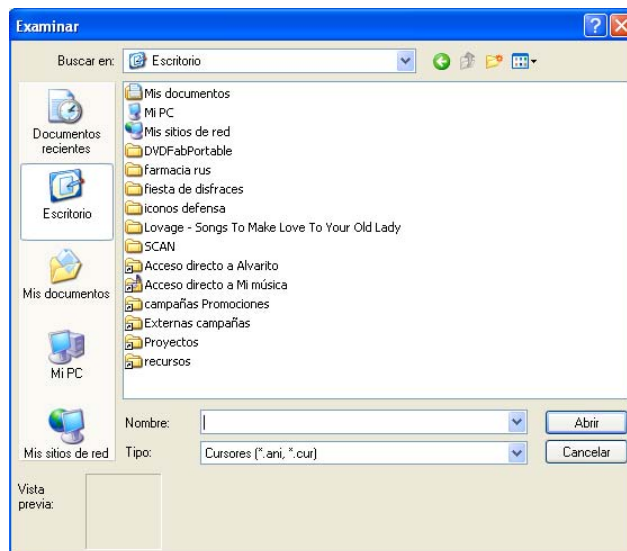 Examinar
Buscar en:
Escritorio
Documentos
recientes
Escritorio
Mis documentos
Mi PC
Mis sitios de red
Mis documentos
Mi PC
Mis sitios de red
DVDFabPortable
farmacia rus
fiesta de disfraces
iconos defensa
Lovage - Songs To Make Love To Your Old Lady
SCAN
Acceso directo a Alvarito
Acceso directo a Mi música
campañas Promociones
Externas campañas
Proyectos
recursos
Nombre:
Abrir
Tipo:
Cursores (*.ani, *.cur)
Cancelar
Vista
previa: